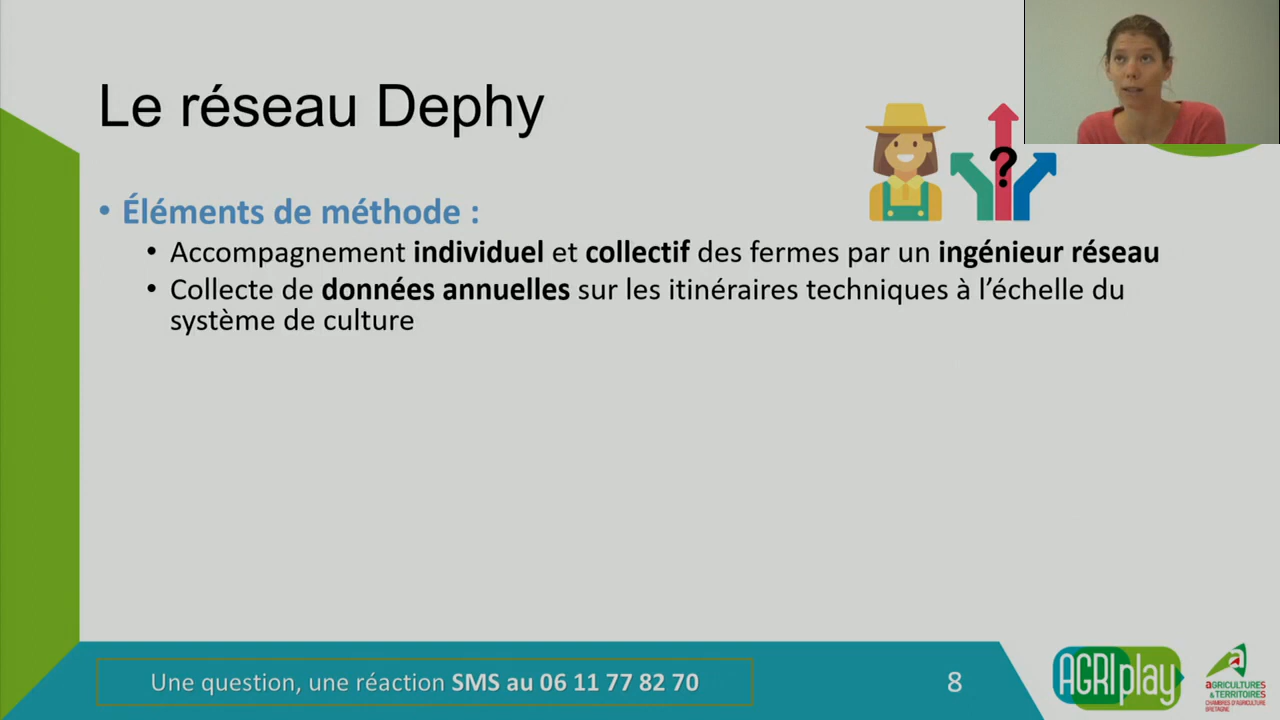 Le réseau Dephy
?
• Éléments de méthode :
• Accompagnement individuel et collectif des fermes par un ingénieur réseau
• Collecte de données annuelles sur les itinéraires techniques à l'échelle du
système de culture
Une question, une réaction SMS au 06 11 77 82 70
8
AGRIplay
a
AGRICULTURES
& TERRITOIRES
CHAMBRES D'AGRICULTURE
BRETAGNE